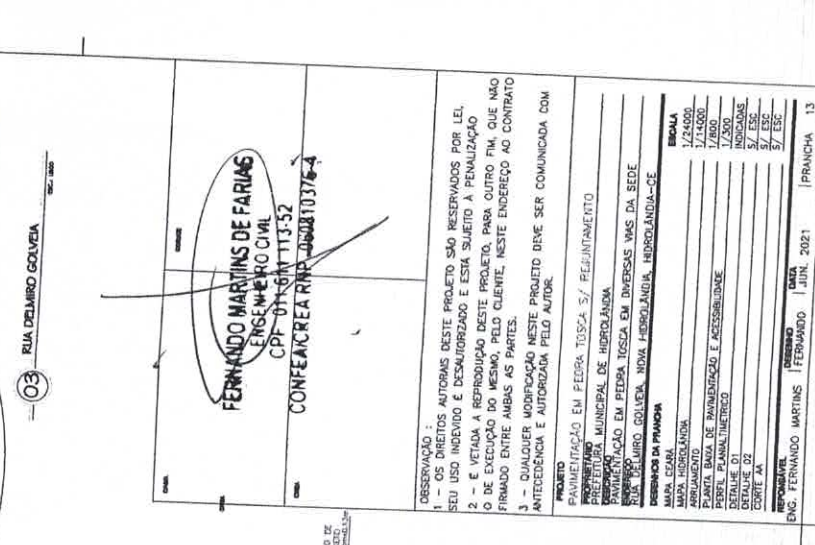 03 RUA DELMIRO GOLVEIA
FERNANDO MARTINS DE FARIAS
ENGENHEIRO CIVIL
CPF 113-52
CONFEA/CREA RNP
OBSERVAÇÃO :
1 - OS DIREITOS AUTORAIS DESTE PROJETO SÃO RESERVADOS POR LEI,
SEU USO INDEVIDO E DESAUTORIZADO E ESTA SUJEITO À PENALIZAÇÃO
2 - E VETADA A REPRODUÇÃO DESTE PROJETO, PARA OUTRO FIM, QUE NÃO
O DE EXECUÇÃO DO MESMO, PELO CLIENTE, NESTE ENDEREÇO AO CONTRATO
FIRMADO ENTRE AMBAS AS PARTES.
3 - QUALQUER MODIFICAÇÃO NESTE PROJETO DEVE SER COMUNICADA COM
ANTECEDÊNCIA E AUTORIZADA PELO AUTOR.
PROJETO
PAVIMENTAÇÃO EM PEDRA TOSCA S/ REJUNTAMENTO
PROPRIETÁRIO
PREFEITURA MUNICIPAL DE HIDROLÂNDIA
DESCRIÇÃO
PAVIMENTAÇÃO EM PEDRA TOSCA EM DIVERSAS VIAS DA SEDE
ENDEREÇO
RUA DELMIRO GOLVEIA, NOVA HIDROLÂNDIA, HIDROLÂNDIA-CE
DESENHOS DA PRANCHA ESCALA
MAPA CEARÁ 1/24000
MAPA HIDROLÂNDIA 1/14000
ARRUAMENTO 1/800
PLANTA BAIXA DE PAVIMENTAÇÃO E ACESSIBILIDADE 1/300
PERFIL PLANIALTIMETRICO INDICADAS
DETALHE 01 S/ ESC
DETALHE 02 S/ ESC
CORTE AA S/ ESC
RESPONSÁVEL DESENHO DATA
ENG. FERNANDO MARTINS FERNANDO JUN. 2021 PRANCHA 13